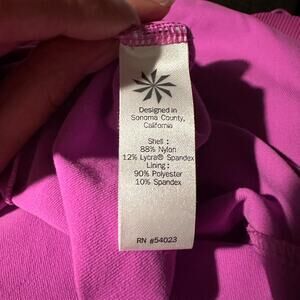 Designed in
Sonoma County,
California
Shell :
88% Nylon
12% Lycra® Spandex
Lining :
90% Polyester
10% Spandex
RN #54023